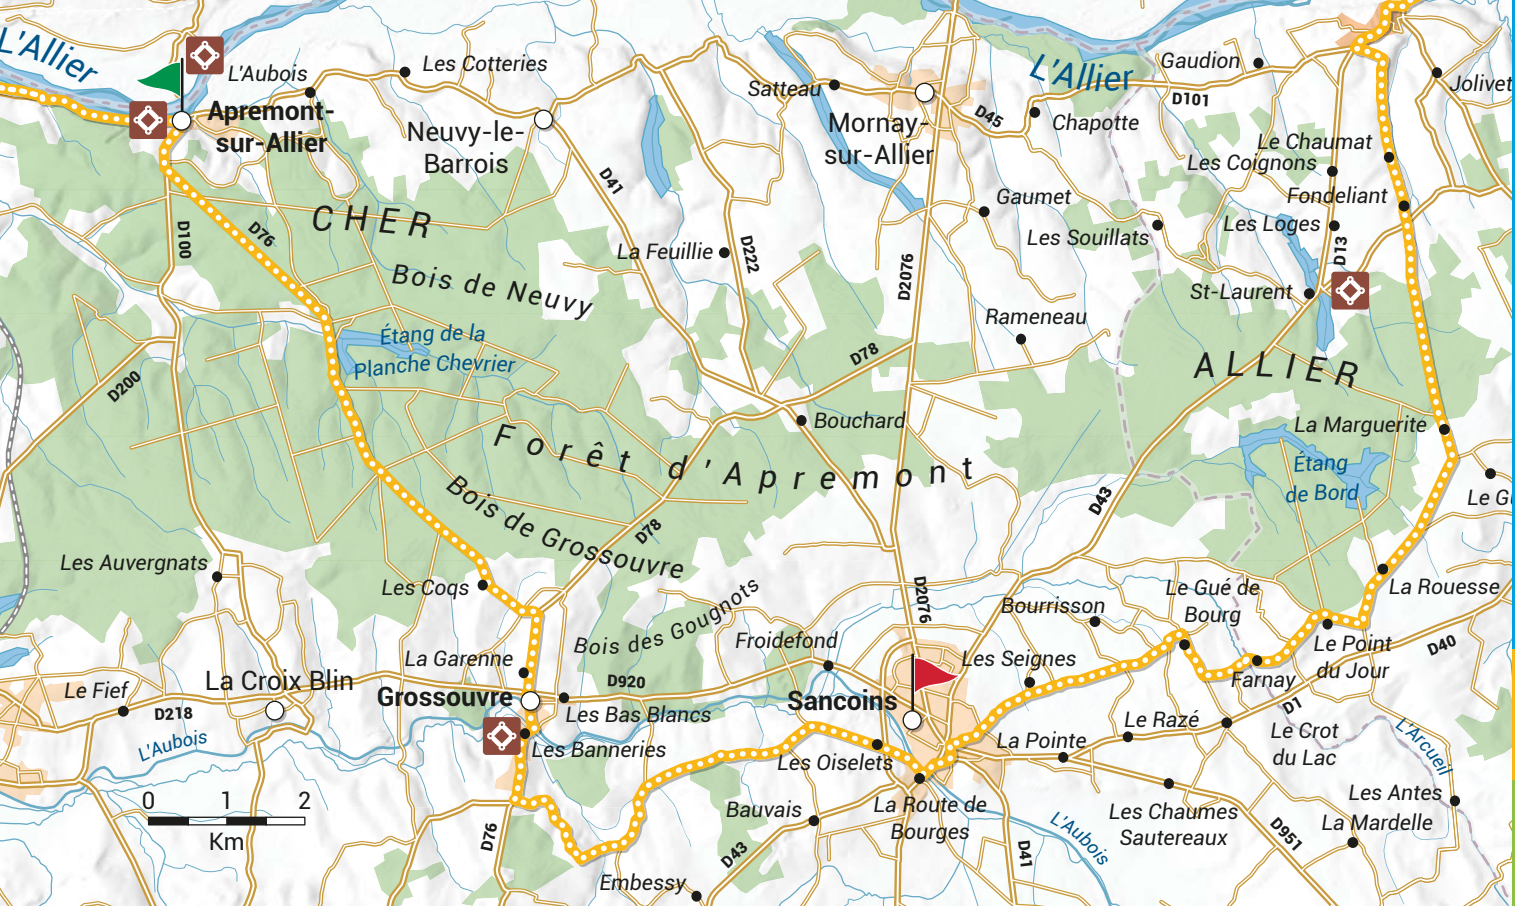 L'Allier
L'Aubois
Les Cotteries
Apremont-
sur-Allier
Neuvy-le-
Barrois
Satteau
Mornay-
sur-Allier
D45
L'Allier
Chapotte
Gaudion
D101
Jolivet
Le Chaumat
Les Coignons
Fondeliant
Les Loges
D13
St-Laurent
Gaumet
Les Souillats
D41
CHER
D100
D76
La Feuillie
D222
D2076
Bois de Neuvy
Rameneau
Étang de la
Planche Chevrier
D78
ALLIER
D200
Bouchard
La Marguerite
Forêt d'Apremont
Étang
de Bord
Bois de Grossouvre
D78
D43
Les Auvergnats
Les Coqs
D2076
Bois des Gougnots
La Rouesse
Le Gué de
Bourg
Bourrisson
Froidefond
La Garenne
Les Seignes
Le Point
du Jour
D40
Farnay
D1
La Croix Blin
Le Fief
D218
Grossouvre
D920
Les Bas Blancs
Sancoins
L'Aubois
Les Banneries
Les Oiselets
La Pointe
Le Razé
Le Crot
du Lac
L'Arcueil
0 1 2
Km
D76
Bauvais
La Route de
Bourges
Les Chaumes
Sautereaux
Les Antes
La Mardelle
D951
L'Aubois
D43
D41
Embessy